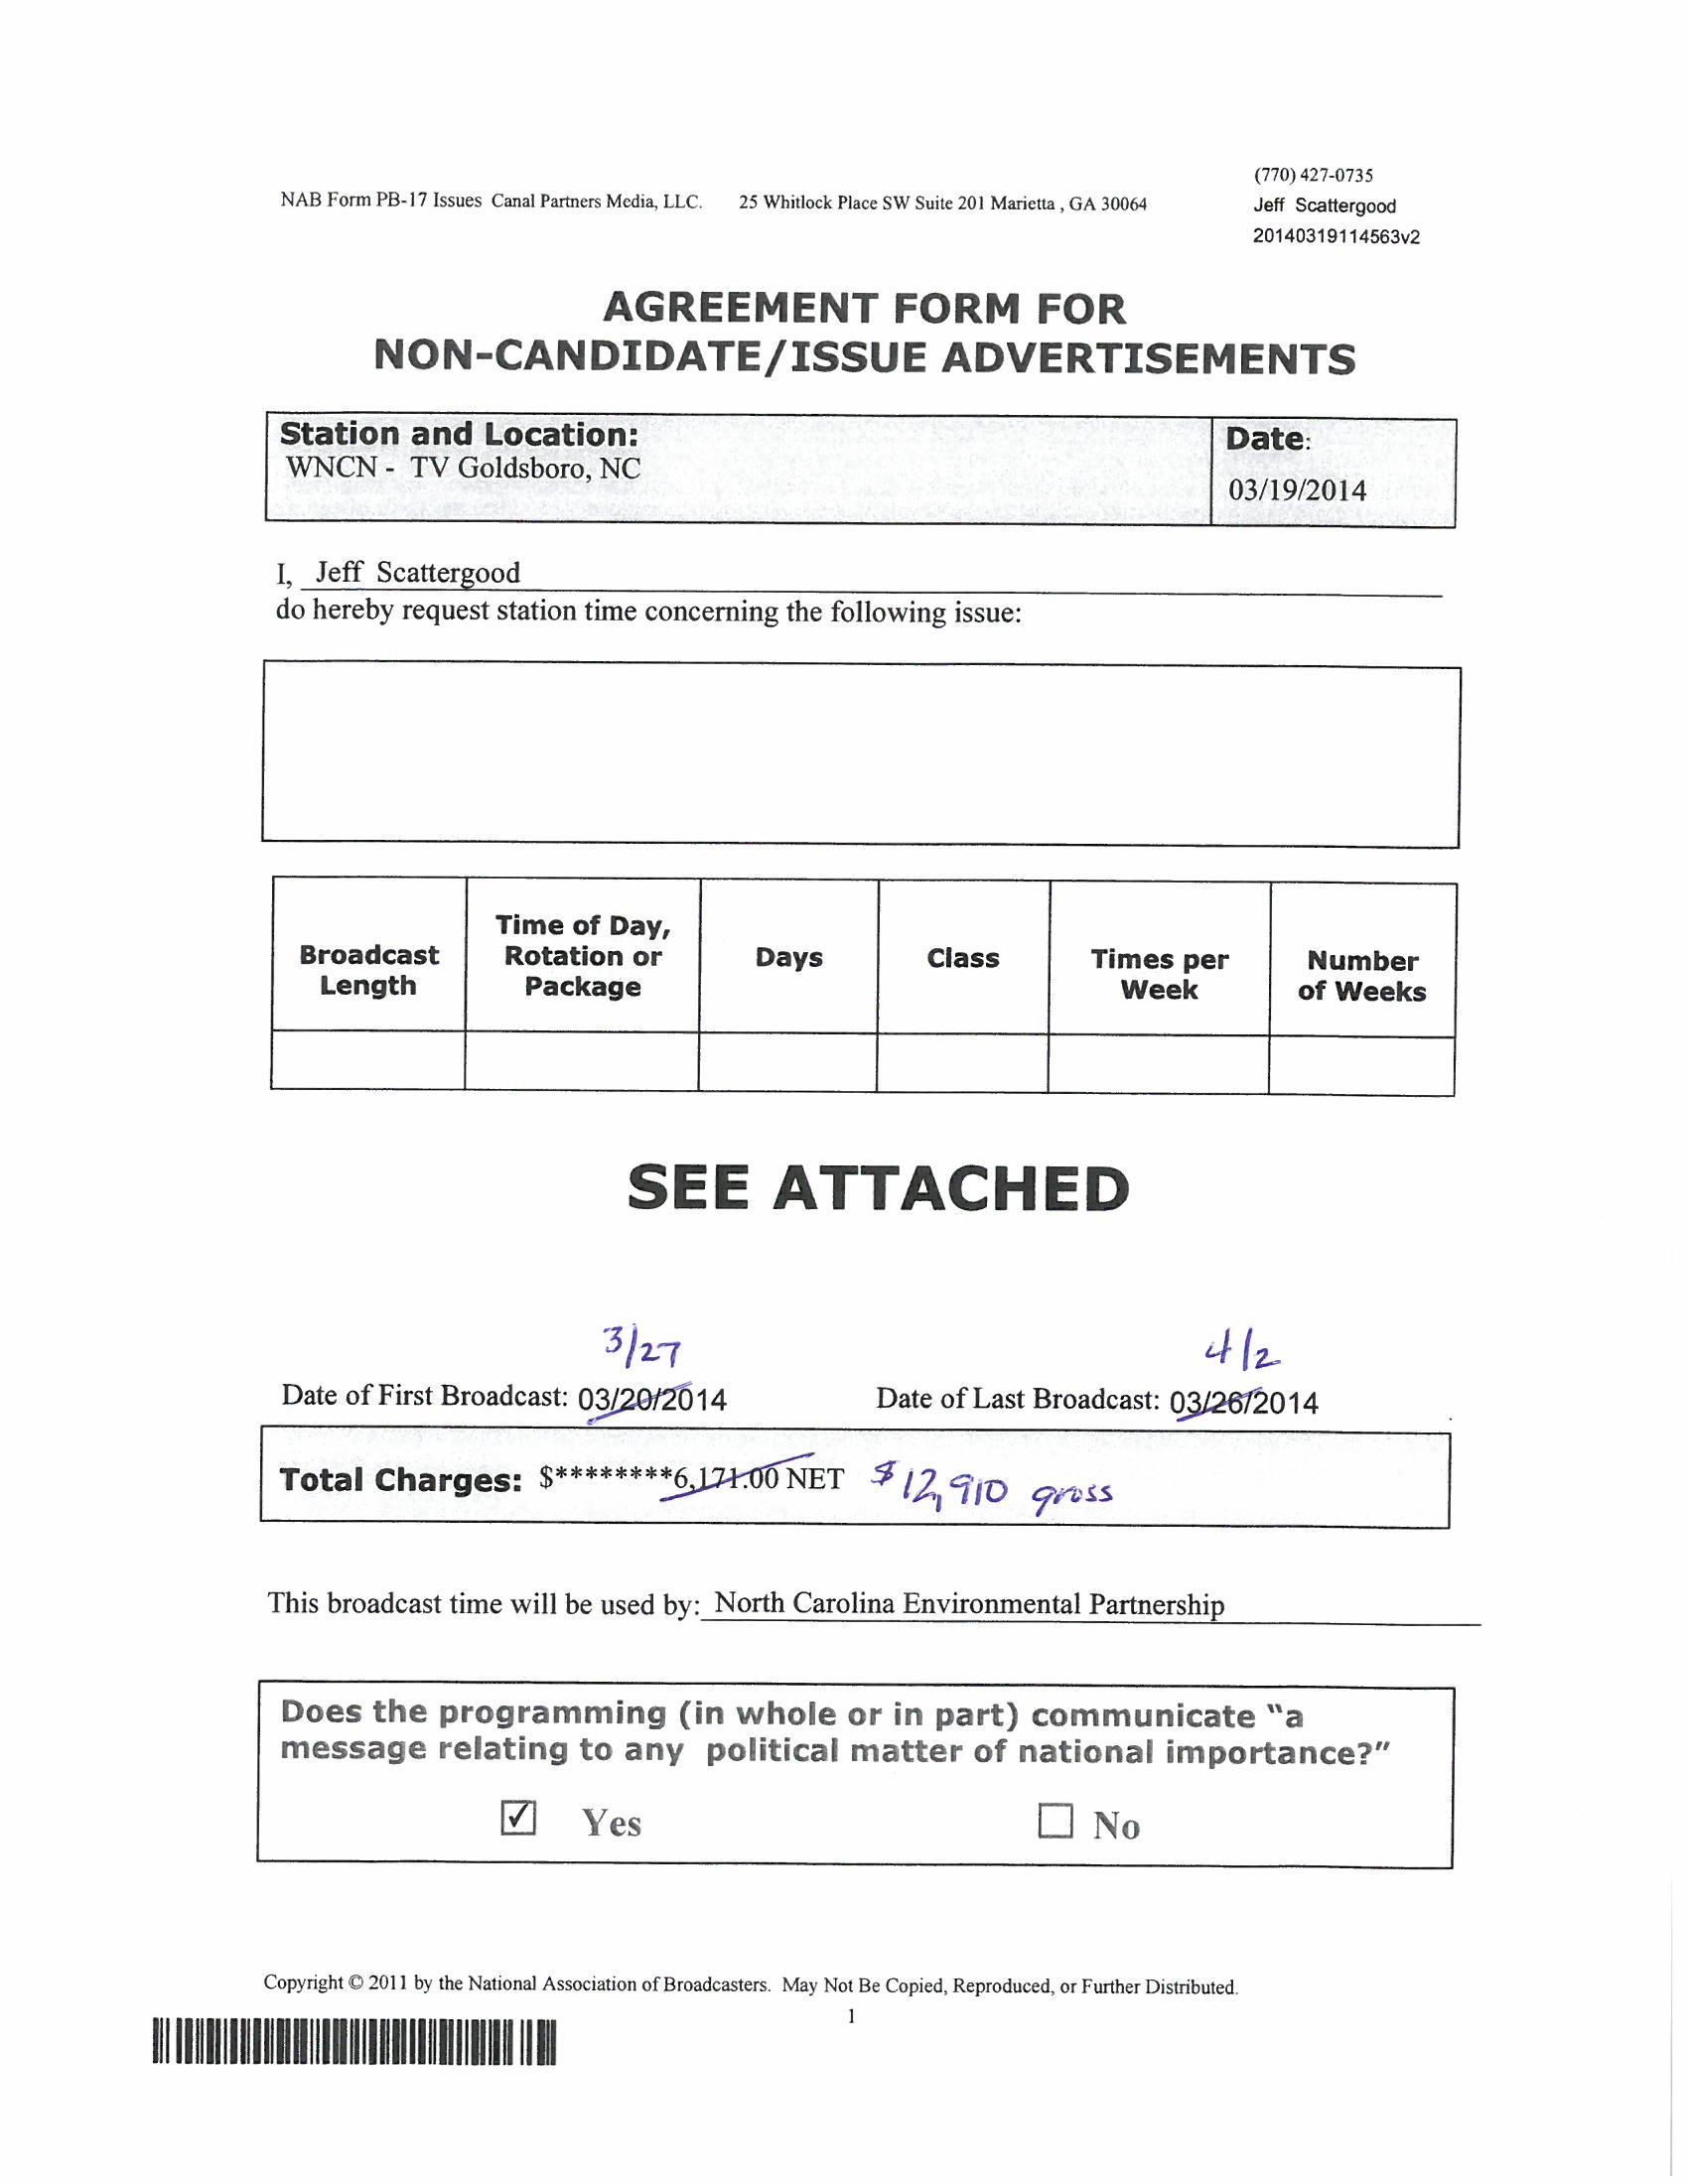 (770) 427-0735
NAB Form PB-17 Issues Canal Partners Media, LLC. 25 Whitlock Place SW Suite 201 Marietta , GA 30064
Jeff Scattergood
20140319114563v2
AGREEMENT FORM FOR
NON-CANDIDATE/ISSUE ADVERTISEMENTS
Station and Location:
WNCN - TV Goldsboro, NC
Date:
03/19/2014
I, Jeff Scattergood
do hereby request station time concerning the following issue:
Broadcast
Length
Time of Day,
Rotation or
Package
Days
Class
Times per
Week
Number
of Weeks
SEE ATTACHED
3/27
4/2
Date of First Broadcast: 03/20/2014 Date of Last Broadcast: 03/26/2014
Total Charges: $********6,171.00 NET $12,910 gross
This broadcast time will be used by: North Carolina Environmental Partnership
Does the programming (in whole or in part) communicate “a
message relating to any political matter of national importance?”
Yes No
Copyright © 2011 by the National Association of Broadcasters. May Not Be Copied, Reproduced, or Further Distributed.
1